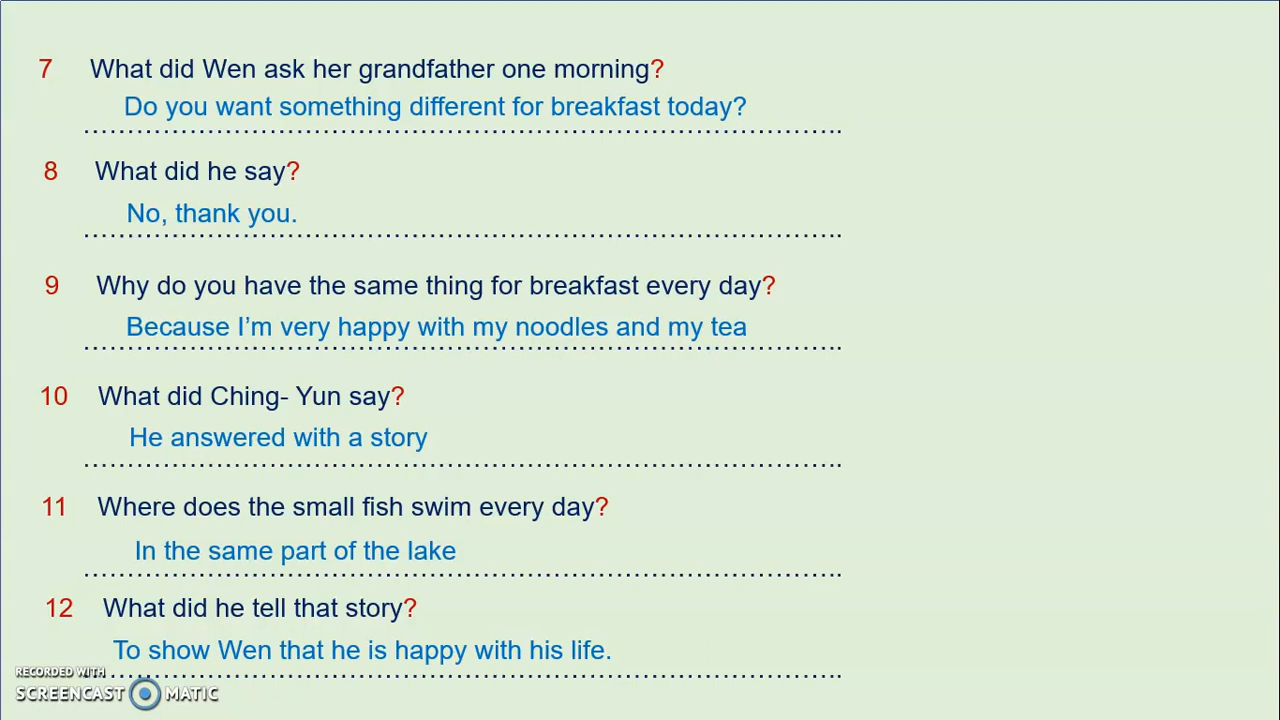 7 What did Wen ask her grandfather one morning?
Do you want something different for breakfast today?
…………………………………………………………………………..
8 What did he say?
No, thank you.
…………………………………………………………………………..
9 Why do you have the same thing for breakfast every day?
Because I’m very happy with my noodles and my tea
…………………………………………………………………………..
10 What did Ching- Yun say?
He answered with a story
…………………………………………………………………………..
11 Where does the small fish swim every day?
In the same part of the lake
…………………………………………………………………………..
12 What did he tell that story?
To show Wen that he is happy with his life.
…………………………………………………………………………..
RECORDED WITH
SCREENCAST MATIC